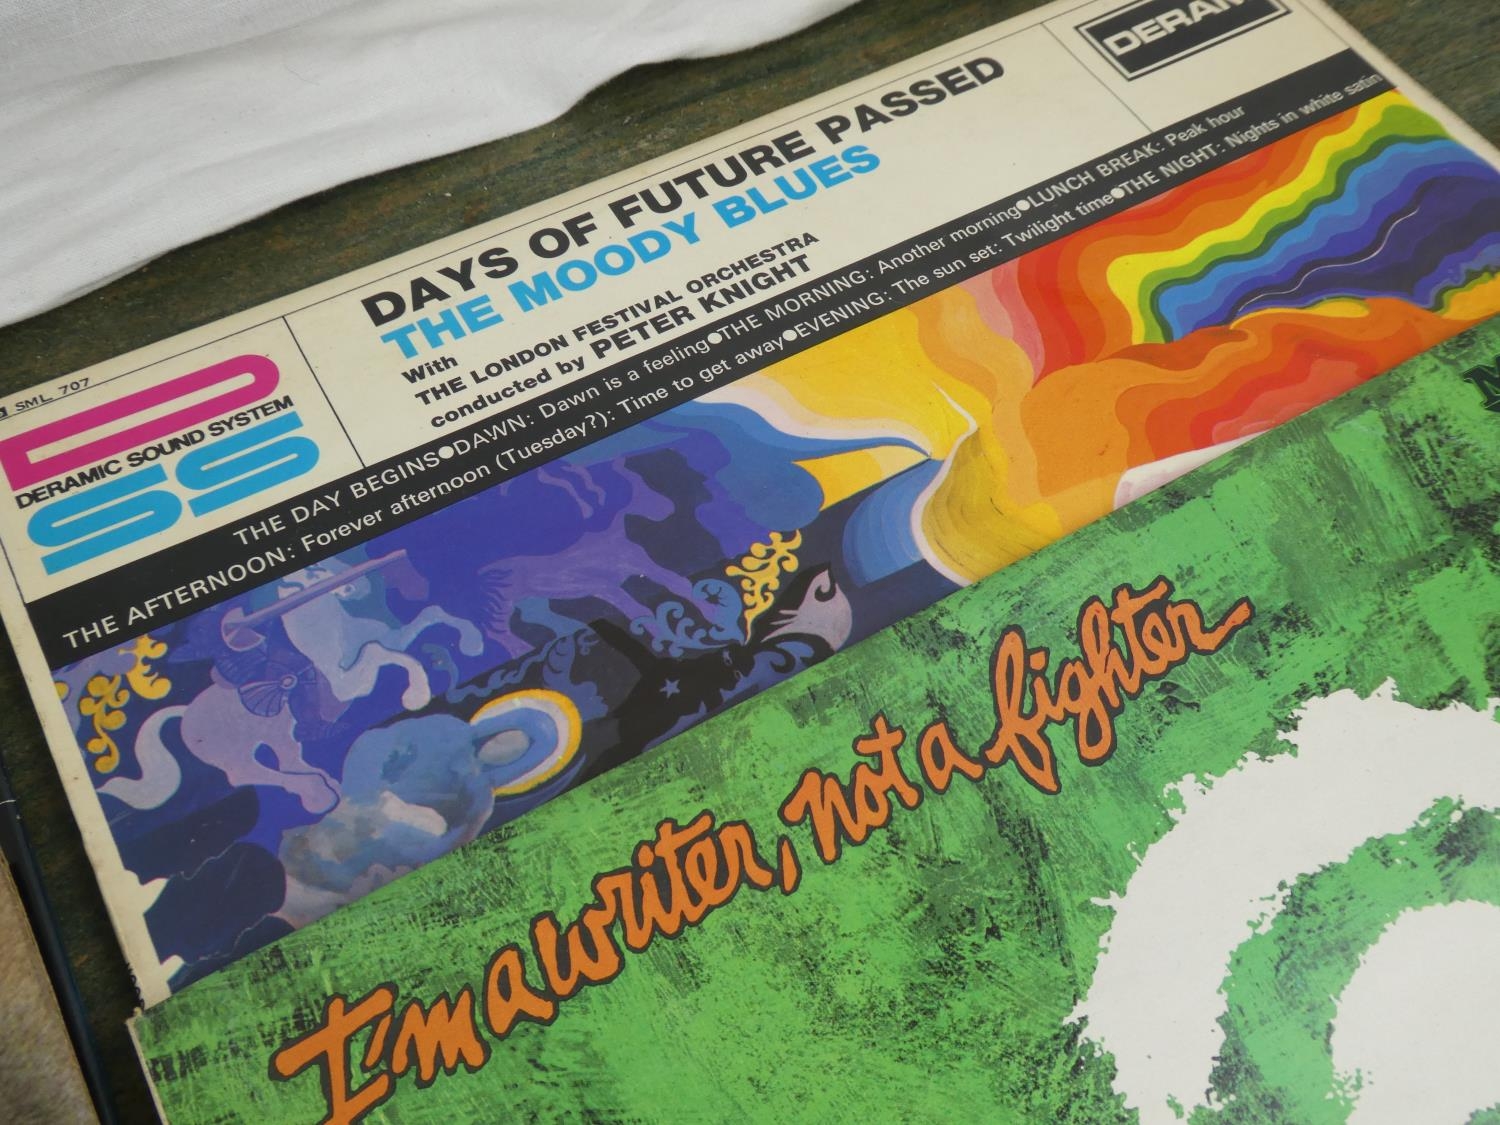 DERAM
DAYS OF FUTURE PASSED
THE MOODY BLUES
With
THE LONDON FESTIVAL ORCHESTRA
conducted by PETER KNIGHT
SML 707
DERAMIC SOUND SYSTEM
THE DAY BEGINS●DAWN: Dawn is a feeling●THE MORNING: Another morning●LUNCH BREAK: Peak hour
THE AFTERNOON: Forever afternoon (Tuesday?): Time to get away●EVENING: The sun set: Twilight time●THE NIGHT: Nights in white satin
I'm a writer, not a fighter